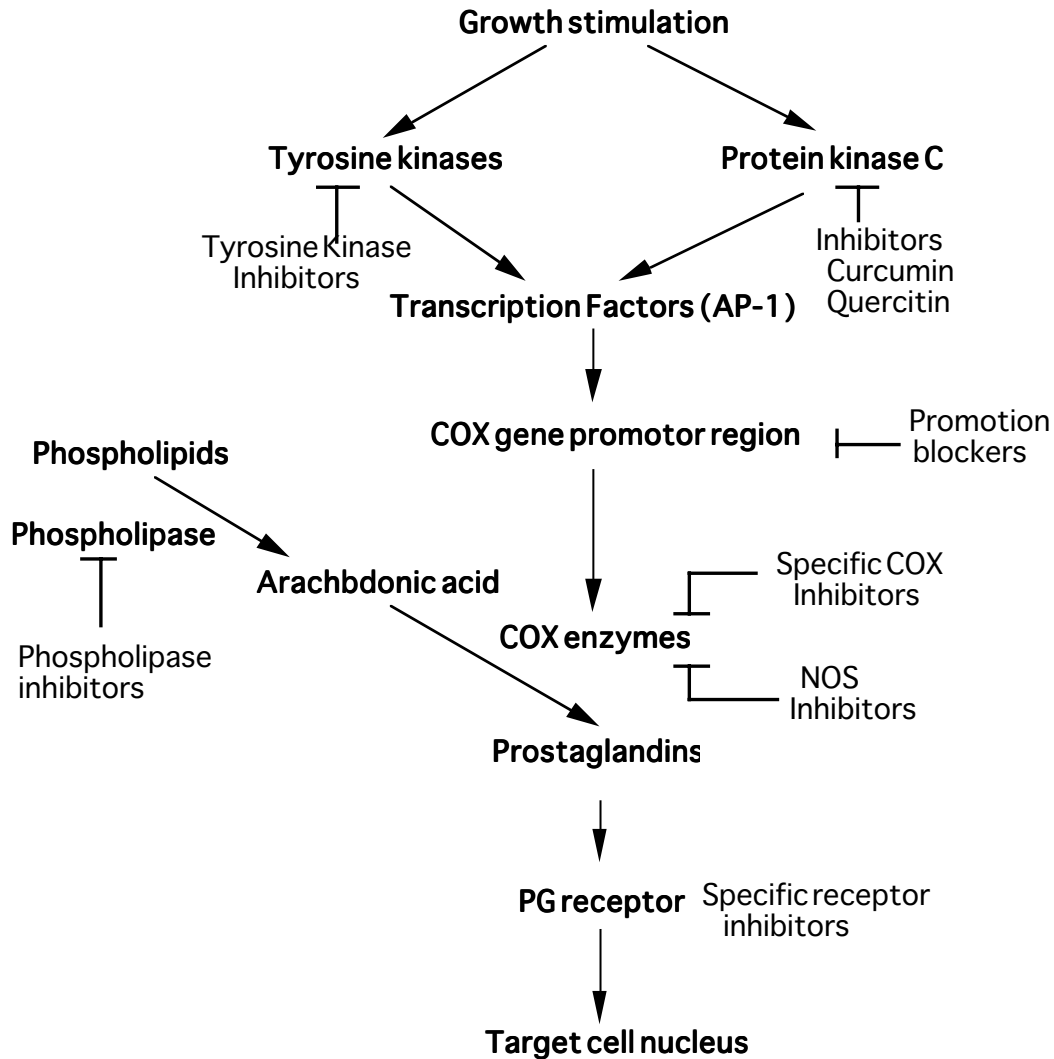 Growth stimulation
Tyrosine kinases
Protein kinase C
Tyrosine Kinase
Inhibitors
Inhibitors
Curcumin
Quercitin
Transcription Factors (AP-1)
COX gene promotor region
Promotion
blockers
Phospholipids
Phospholipase
Arachbdonic acid
Specific COX
Inhibitors
COX enzymes
Phospholipase
inhibitors
NOS
Inhibitors
Prostaglandins
PG receptor
Specific receptor
inhibitors
Target cell nucleus